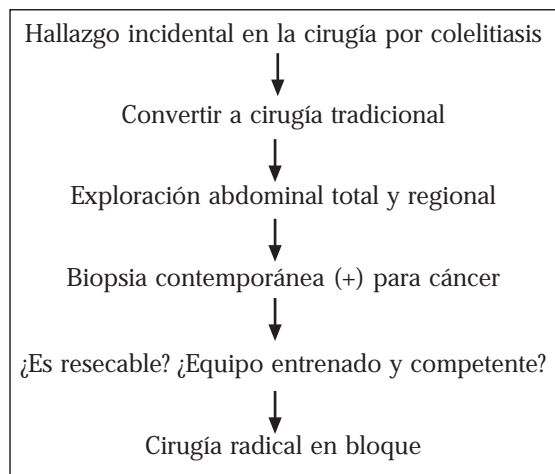 Hallazgo incidental en la cirugía por colelitiasis
Convertir a cirugía tradicional
Exploración abdominal total y regional
Biopsia contemporánea (+) para cáncer
¿Es resecable? ¿Equipo entrenado y competente?
Cirugía radical en bloque